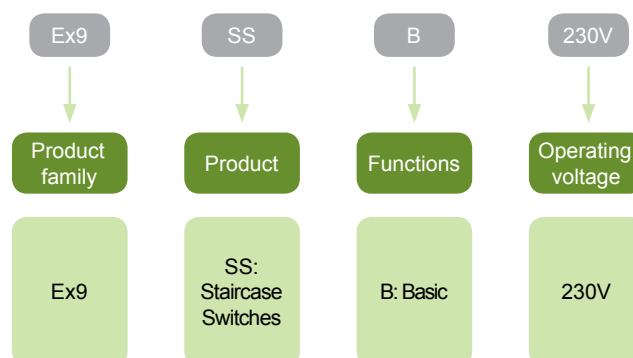 Ex9
SS
B
230V
Product
family
Product
Functions
Operating
voltage
Ex9
SS:
Staircase
Switches
B: Basic
230V